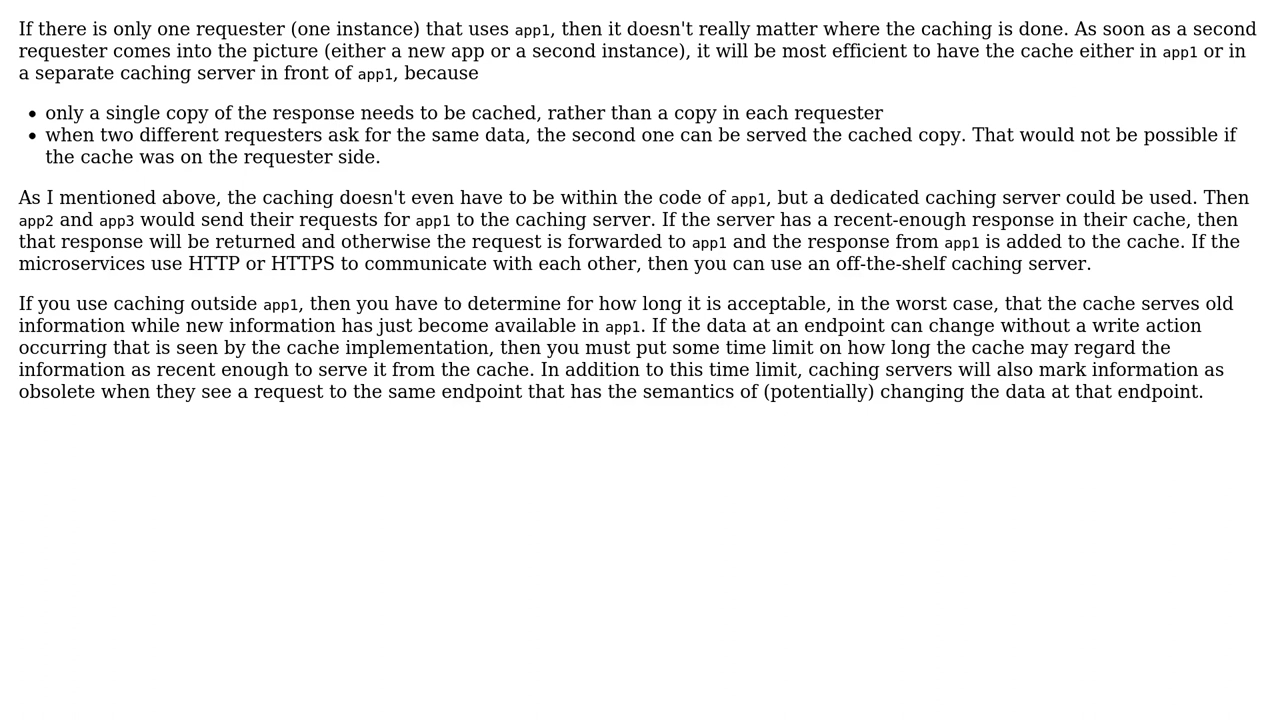 If there is only one requester (one instance) that uses app1, then it doesn't really matter where the caching is done. As soon as a second
requester comes into the picture (either a new app or a second instance), it will be most efficient to have the cache either in app1 or in
a separate caching server in front of app1, because
• only a single copy of the response needs to be cached, rather than a copy in each requester
• when two different requesters ask for the same data, the second one can be served the cached copy. That would not be possible if
the cache was on the requester side.
As I mentioned above, the caching doesn't even have to be within the code of app1, but a dedicated caching server could be used. Then
app2 and app3 would send their requests for app1 to the caching server. If the server has a recent-enough response in their cache, then
that response will be returned and otherwise the request is forwarded to app1 and the response from app1 is added to the cache. If the
microservices use HTTP or HTTPS to communicate with each other, then you can use an off-the-shelf caching server.
If you use caching outside app1, then you have to determine for how long it is acceptable, in the worst case, that the cache serves old
information while new information has just become available in app1. If the data at an endpoint can change without a write action
occurring that is seen by the cache implementation, then you must put some time limit on how long the cache may regard the
information as recent enough to serve it from the cache. In addition to this time limit, caching servers will also mark information as
obsolete when they see a request to the same endpoint that has the semantics of (potentially) changing the data at that endpoint.